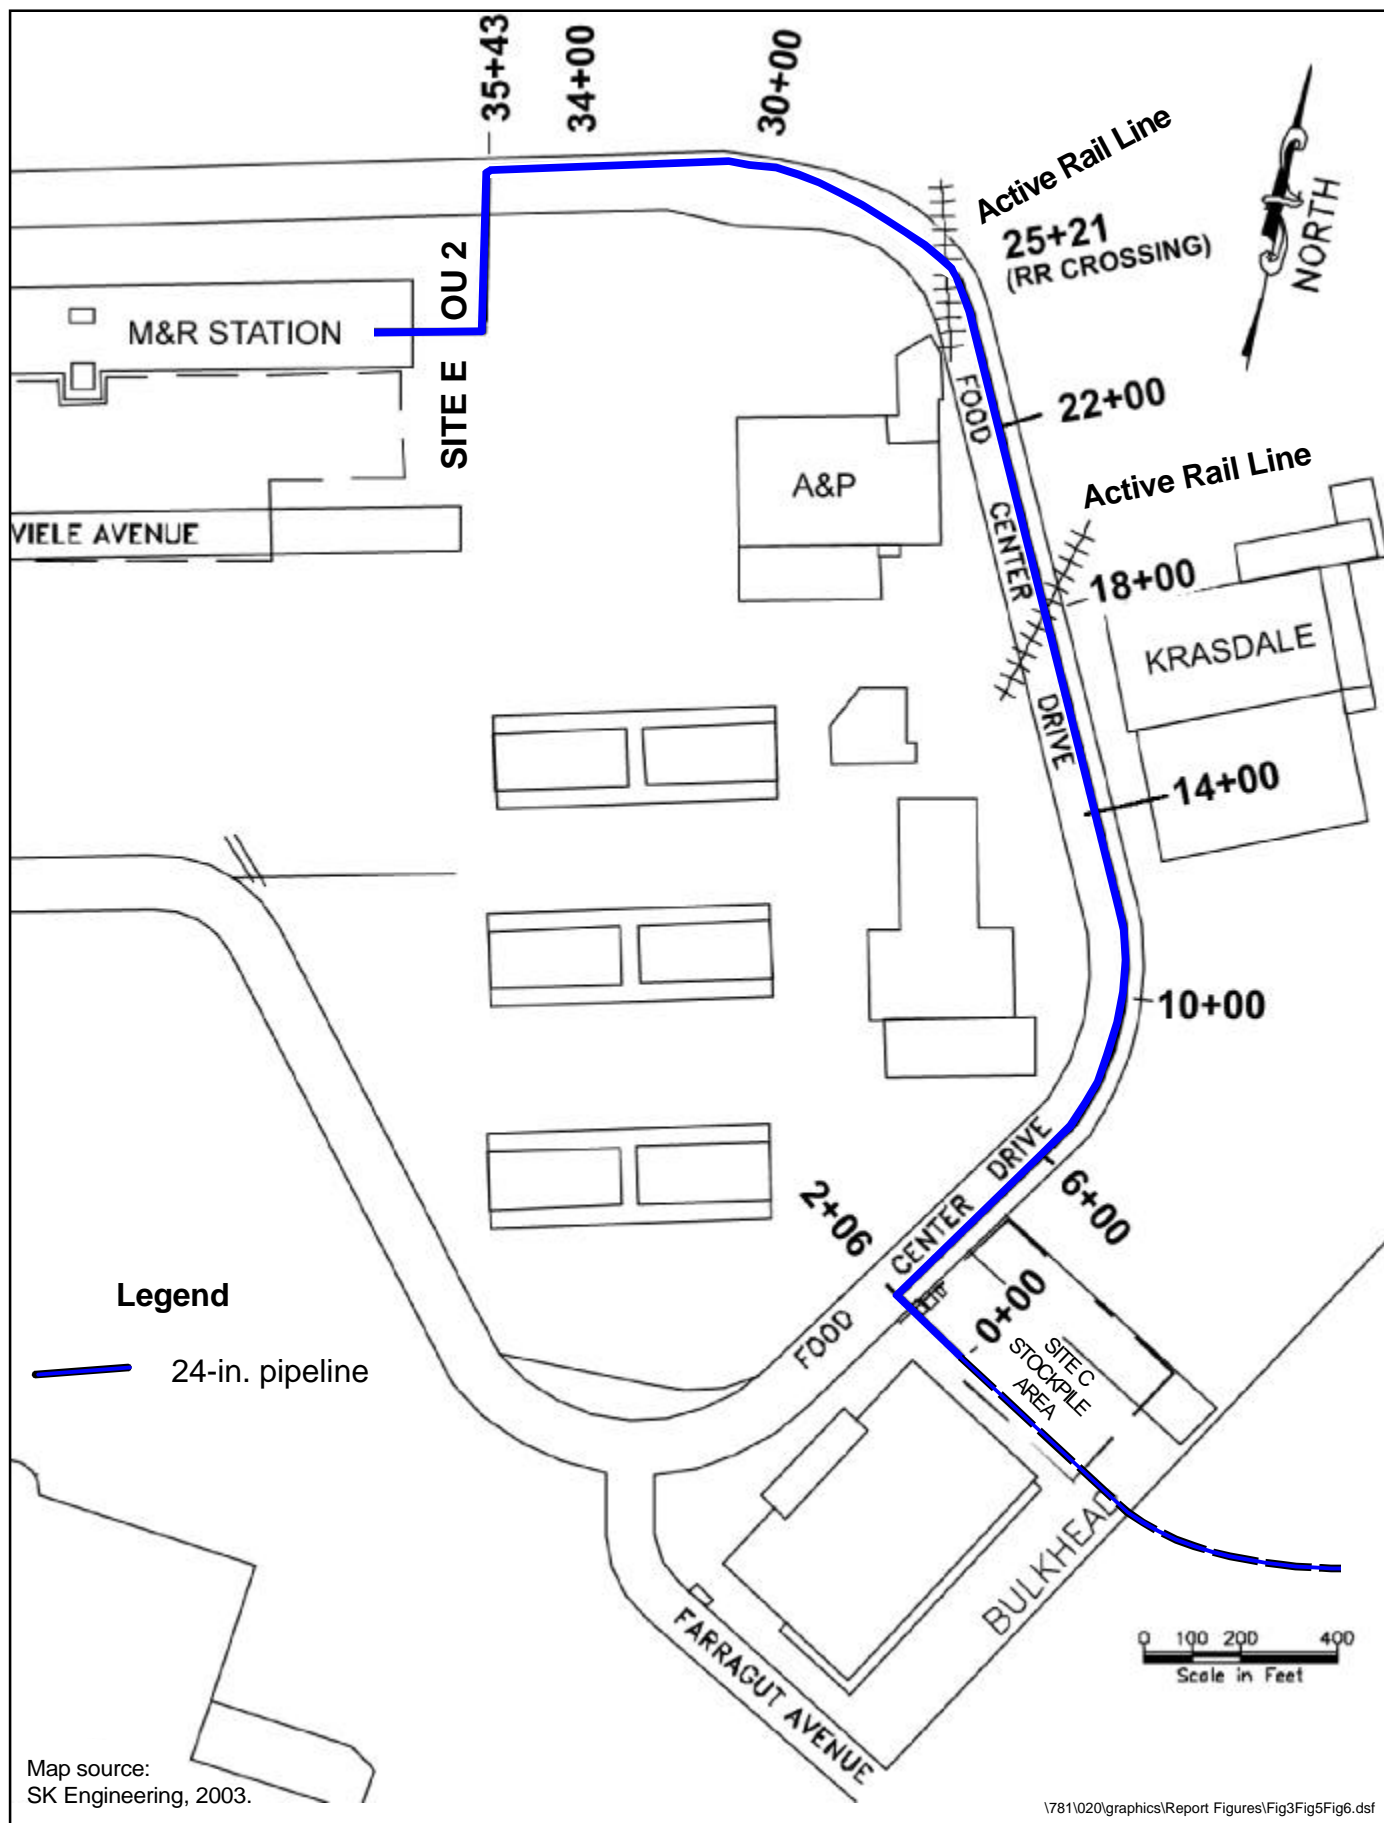 35+43
34+00
30+00
Active Rail Line
25+21
(RR CROSSING)
NORTH
OU 2
SITE E
M&R STATION
22+00
FOOD
A&P
Active Rail Line
CENTER
VIELE AVENUE
18+00
KRASDALE
DRIVE
14+00
10+00
DRIVE
6+00
2+06
CENTER
0+00
FOOD
SITE C
STOCKPILE
AREA
Legend
24-in. pipeline
BULKHEAD
FARRAGUT AVENUE
0 100 200 400
Scale in Feet
Map source:
SK Engineering, 2003.
\781\020\graphics\Report Figures\Fig3Fig5Fig6.dsf